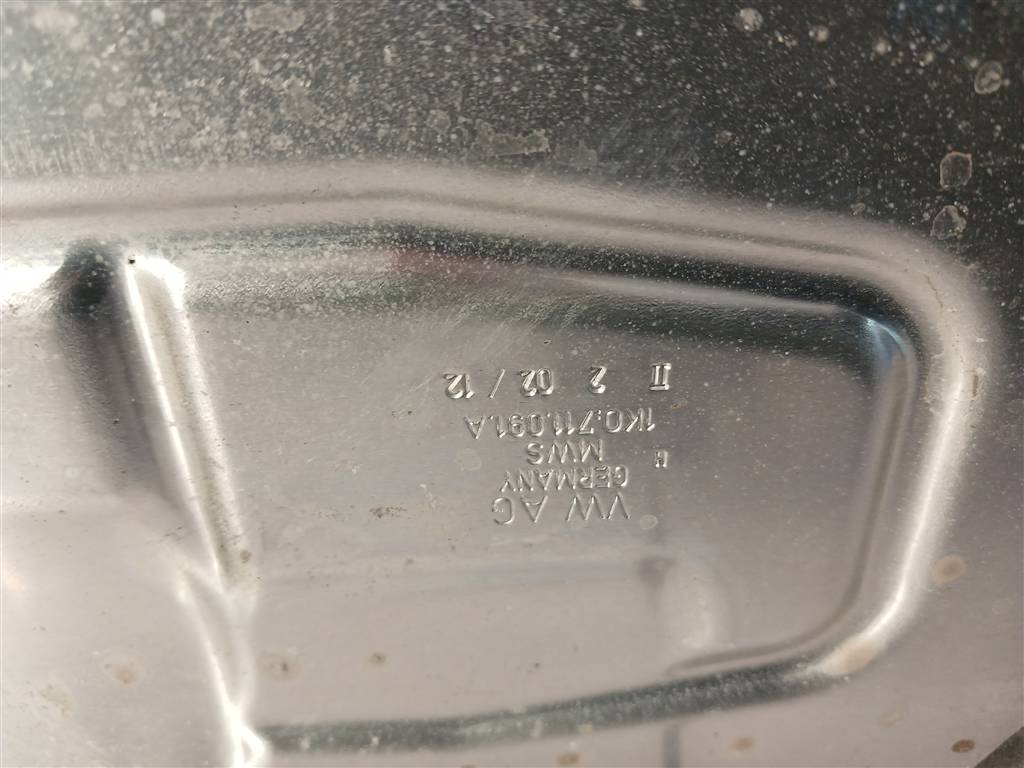 VW AG
GERMANY
MWS
1K0.711.091.A
II 2 02 / 12